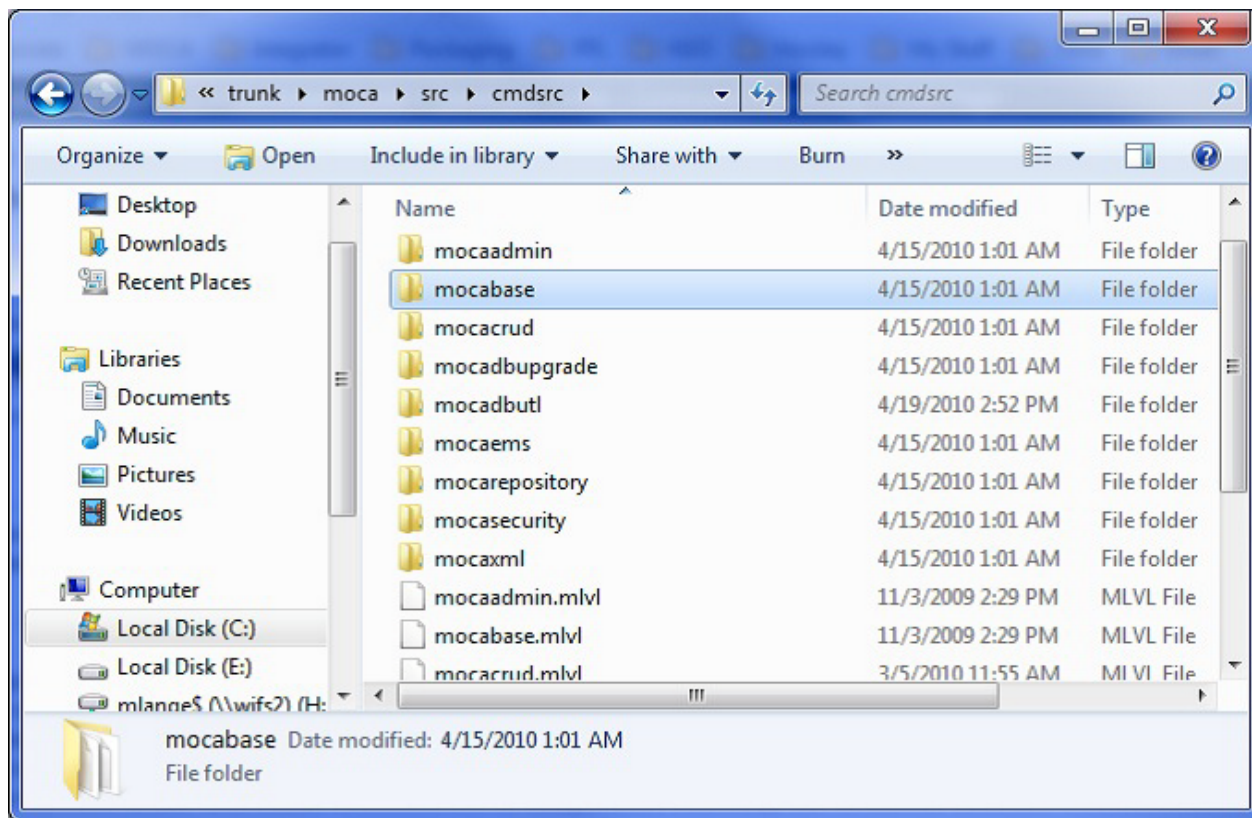 « trunk ▸ moca ▸ src ▸ cmdsrc ▸ Search cmdsrc
Organize Open Include in library Share with Burn »
Desktop
Downloads
Recent Places
Libraries
Documents
Music
Pictures
Videos
Computer
Local Disk (C:)
Local Disk (E:)
mlange$ (\\wifs2) (H:
Name Date modified Type
mocaadmin 4/15/2010 1:01 AM File folder
mocabase 4/15/2010 1:01 AM File folder
mocacrud 4/15/2010 1:01 AM File folder
mocadbupgrade 4/15/2010 1:01 AM File folder
mocadbutl 4/19/2010 2:52 PM File folder
mocaems 4/15/2010 1:01 AM File folder
mocarepository 4/15/2010 1:01 AM File folder
mocasecurity 4/15/2010 1:01 AM File folder
mocaxml 4/15/2010 1:01 AM File folder
mocaadmin.mlvl 11/3/2009 2:29 PM MLVL File
mocabase.mlvl 11/3/2009 2:29 PM MLVL File
mocacrud.mlvl 3/5/2010 11:55 AM MLVL File
mocabase Date modified: 4/15/2010 1:01 AM
File folder